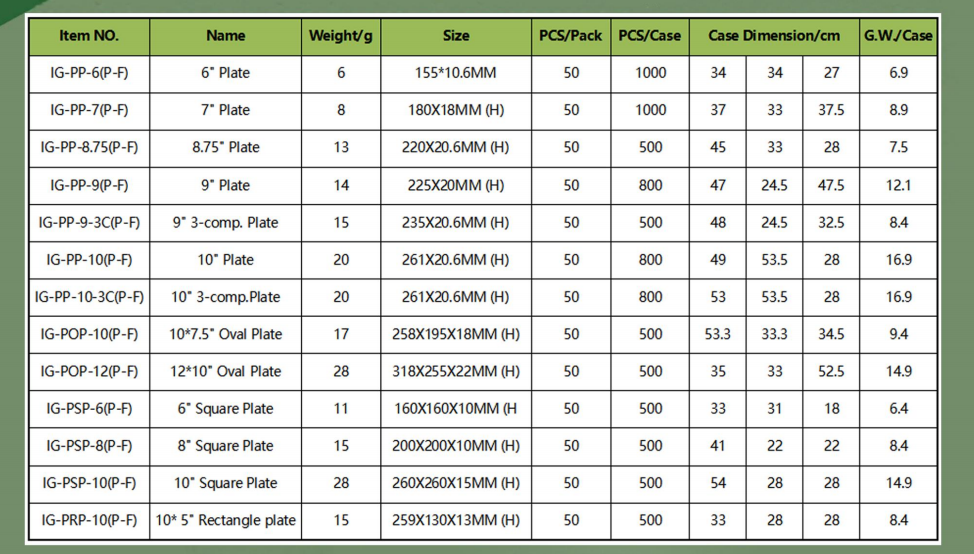 Item NO. Name Weight/g Size PCS/Pack PCS/Case Case Dimension/cm G.W./Case
IG-PP-6(P-F) 6" Plate 6 155*10.6MM 50 1000 34 34 27 6.9
IG-PP-7(P-F) 7" Plate 8 180X18MM (H) 50 1000 37 33 37.5 8.9
IG-PP-8.75(P-F) 8.75" Plate 13 220X20.6MM (H) 50 500 45 33 28 7.5
IG-PP-9(P-F) 9" Plate 14 225X20MM (H) 50 800 47 24.5 47.5 12.1
IG-PP-9-3C(P-F) 9" 3-comp. Plate 15 235X20.6MM (H) 50 500 48 24.5 32.5 8.4
IG-PP-10(P-F) 10" Plate 20 261X20.6MM (H) 50 800 49 53.5 28 16.9
IG-PP-10-3C(P-F) 10" 3-comp.Plate 20 261X20.6MM (H) 50 800 53 53.5 28 16.9
IG-POP-10(P-F) 10*7.5" Oval Plate 17 258X195X18MM (H) 50 500 53.3 33.3 34.5 9.4
IG-POP-12(P-F) 12*10" Oval Plate 28 318X255X22MM (H) 50 500 35 33 52.5 14.9
IG-PSP-6(P-F) 6" Square Plate 11 160X160X10MM (H 50 500 33 31 18 6.4
IG-PSP-8(P-F) 8" Square Plate 15 200X200X10MM (H) 50 500 41 22 22 8.4
IG-PSP-10(P-F) 10" Square Plate 28 260X260X15MM (H) 50 500 54 28 28 14.9
IG-PRP-10(P-F) 10* 5" Rectangle plate 15 259X130X13MM (H) 50 500 33 28 28 8.4